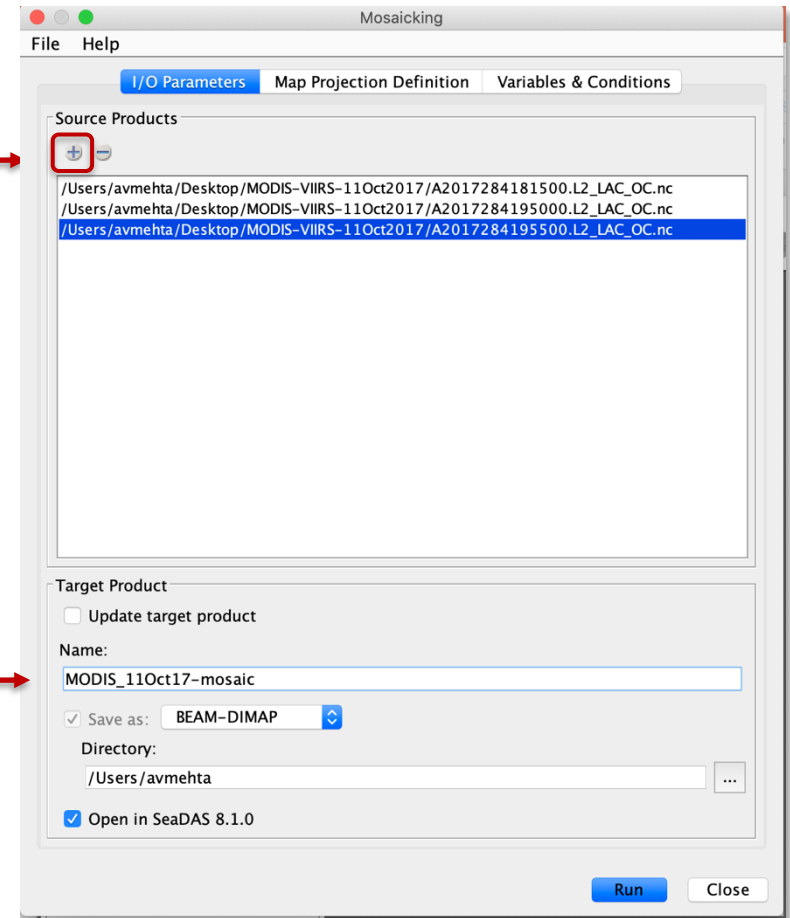 Mosaicking
File Help
I/O Parameters Map Projection Definition Variables & Conditions
Source Products
/Users/avmehta/Desktop/MODIS-VIIRS-11Oct2017/A2017284181500.L2_LAC_OC.nc
/Users/avmehta/Desktop/MODIS-VIIRS-11Oct2017/A2017284195000.L2_LAC_OC.nc
/Users/avmehta/Desktop/MODIS-VIIRS-11Oct2017/A2017284195500.L2_LAC_OC.nc
Target Product
Update target product
Name:
MODIS_11Oct17-mosaic
Save as: BEAM-DIMAP
Directory:
/Users/avmehta ...
Open in SeaDAS 8.1.0
Run Close